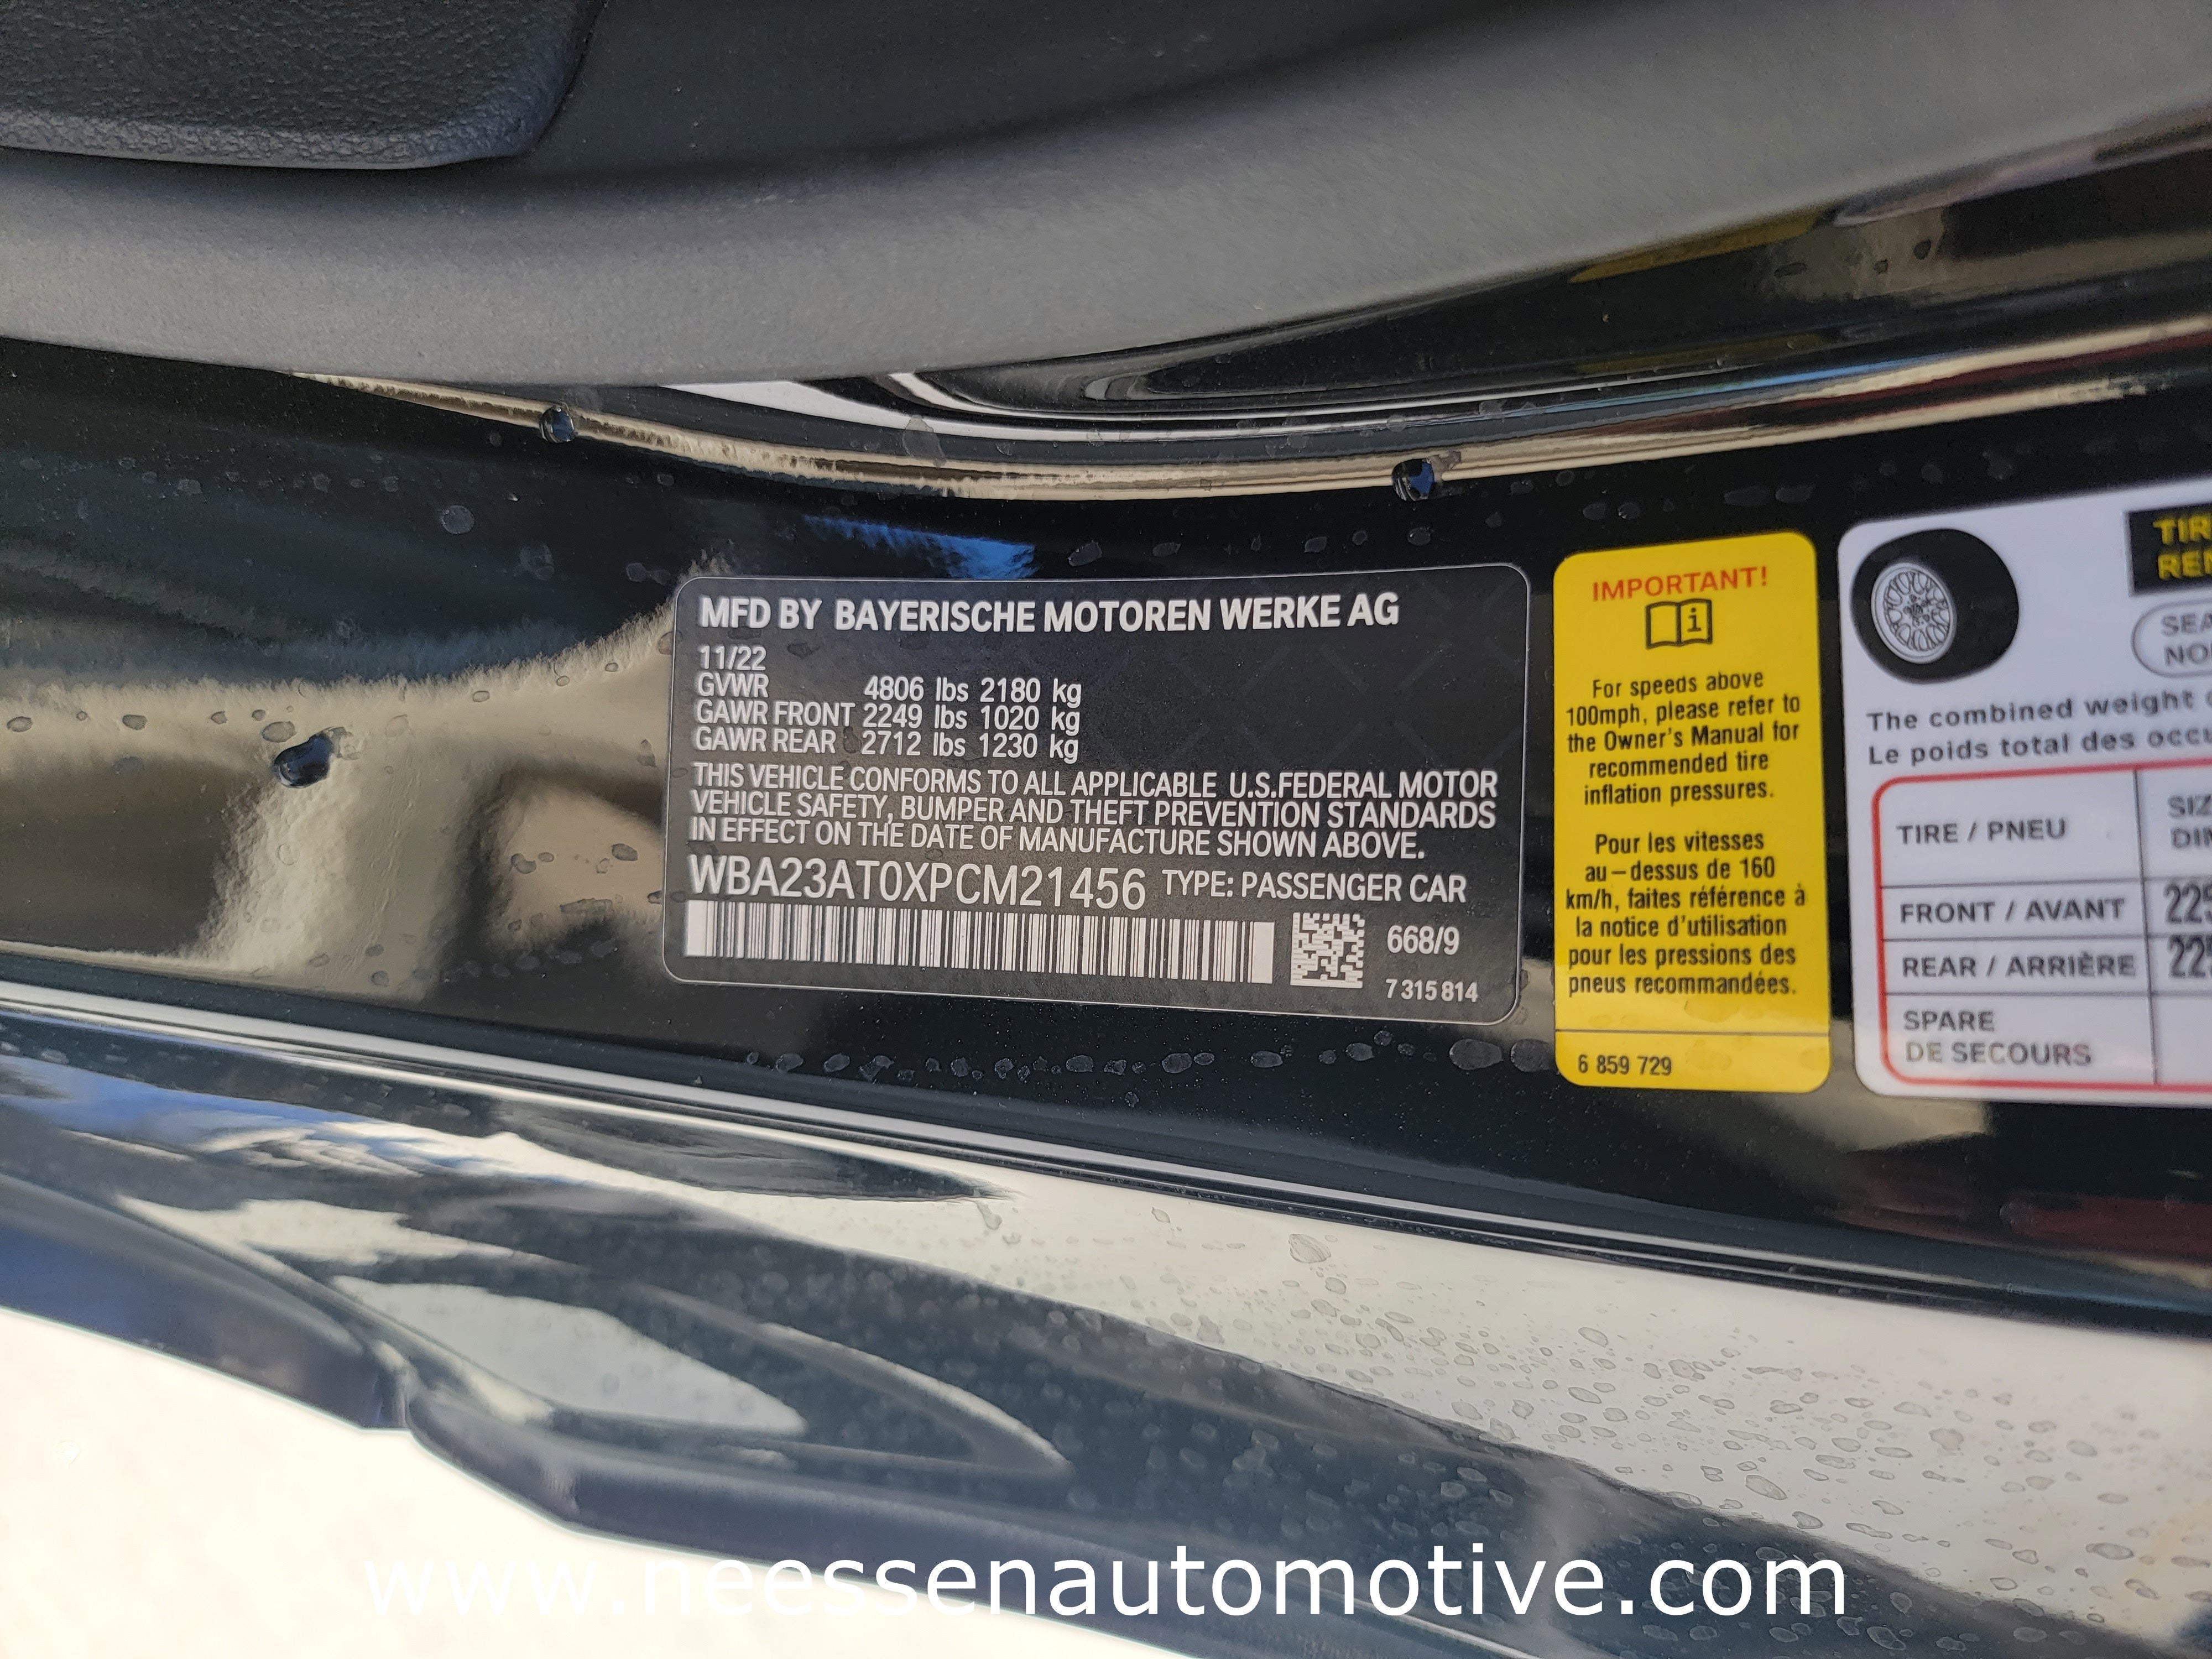 MFD BY BAYERISCHE MOTOREN WERKE AG
11/22
GVWR 4806 lbs 2180 kg
GAWR FRONT 2249 lbs 1020 kg
GAWR REAR 2712 lbs 1230 kg
THIS VEHICLE CONFORMS TO ALL APPLICABLE U.S.FEDERAL MOTOR
VEHICLE SAFETY, BUMPER AND THEFT PREVENTION STANDARDS
IN EFFECT ON THE DATE OF MANUFACTURE SHOWN ABOVE.
WBA23AT0XPCM21456 TYPE: PASSENGER CAR
668/9
7 315 814
IMPORTANT!
i
For speeds above
100mph, please refer to
the Owner's Manual for
recommended tire
inflation pressures.
Pour les vitesses
au-dessus de 160
km/h, faites référence à
la notice d'utilisation
pour les pressions des
pneus recommandées.
6 859 729
The combined weight
Le poids total des
TIRE / PNEU
FRONT / AVANT 225
REAR / ARRIÈRE
SPARE
DE SECOURS
www.neessenautomotive.com